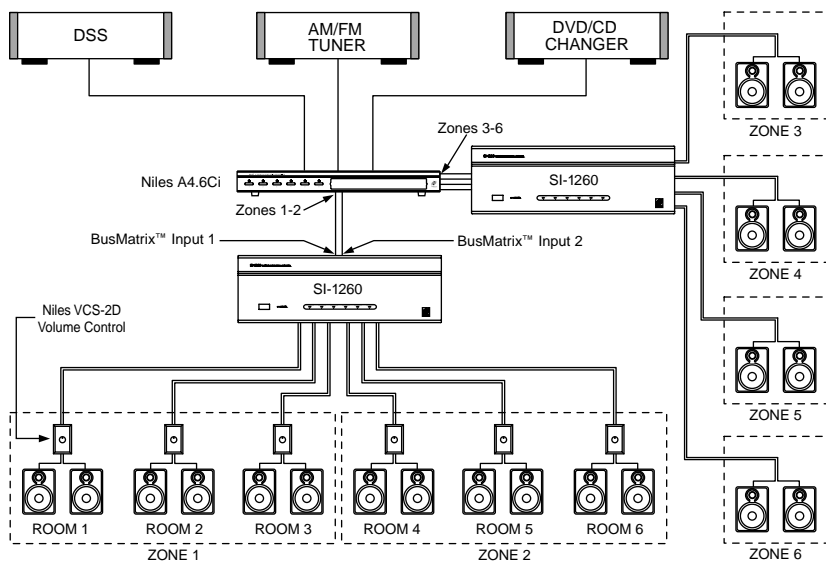 DSS
AM/FM
TUNER
DVD/CD
CHANGER
ZONE 3
Zones 3-6
Niles A4.6Ci
SI-1260
Zones 1-2
BusMatrix™ Input 1
BusMatrix™ Input 2
ZONE 4
SI-1260
Niles VCS-2D
Volume Control
ZONE 5
ROOM 1
ROOM 2
ROOM 3
ROOM 4
ROOM 5
ROOM 6
ZONE 1
ZONE 2
ZONE 6